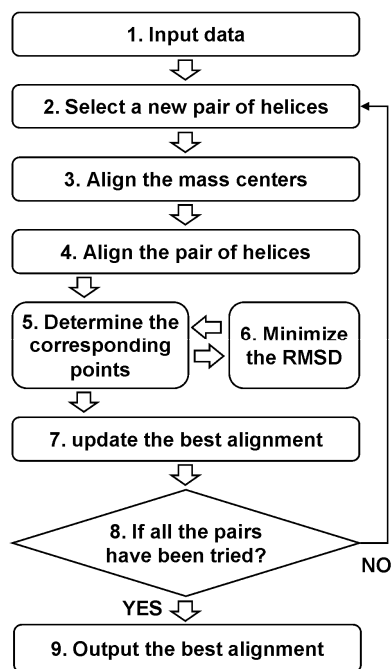 1. Input data
2. Select a new pair of helices
3. Align the mass centers
4. Align the pair of helices
5. Determine the
corresponding
points
6. Minimize
the RMSD
7. update the best alignment
8. If all the pairs
have been tried?
NO
YES
9. Output the best alignment